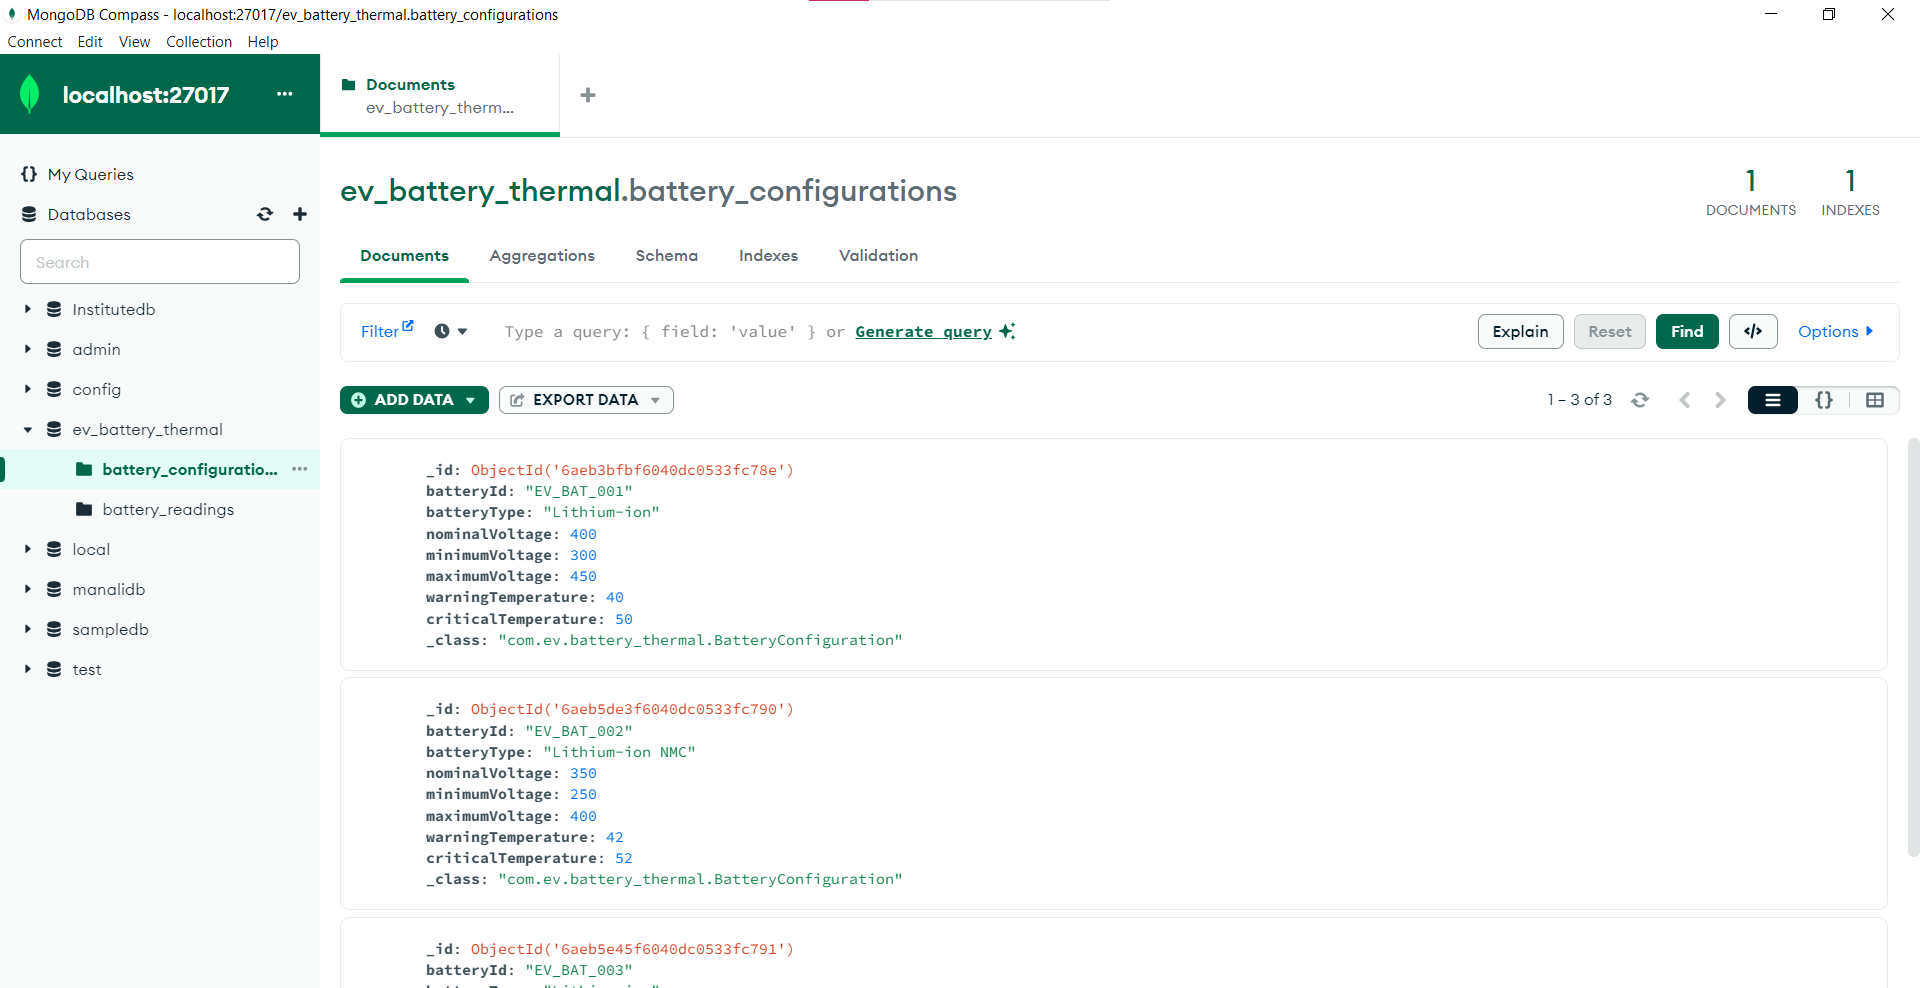 MongoDB Compass - localhost:27017/ev_battery_thermal.battery_configurations
Connect Edit View Collection Help
localhost:27017 ...
Documents
ev_battery_therm...
My Queries
Databases
Search
Institutedb
admin
config
ev_battery_thermal
battery_configuratio... ...
battery_readings
local
manalidb
sampledb
test
ev_battery_thermal.battery_configurations
1 DOCUMENTS
1 INDEXES
Documents Aggregations Schema Indexes Validation
Filter Type a query: { field: 'value' } or Generate query Explain Reset Find </> Options
ADD DATA EXPORT DATA 1 – 3 of 3 {}
_id: ObjectId('6aeb3bfbf6040dc0533fc78e')
batteryId: "EV_BAT_001"
batteryType: "Lithium-ion"
nominalVoltage: 400
minimumVoltage: 300
maximumVoltage: 450
warningTemperature: 40
criticalTemperature: 50
_class: "com.ev.battery_thermal.BatteryConfiguration"
_id: ObjectId('6aeb5de3f6040dc0533fc790')
batteryId: "EV_BAT_002"
batteryType: "Lithium-ion NMC"
nominalVoltage: 350
minimumVoltage: 250
maximumVoltage: 400
warningTemperature: 42
criticalTemperature: 52
_class: "com.ev.battery_thermal.BatteryConfiguration"
_id: ObjectId('6aeb5e45f6040dc0533fc791')
batteryId: "EV_BAT_003"